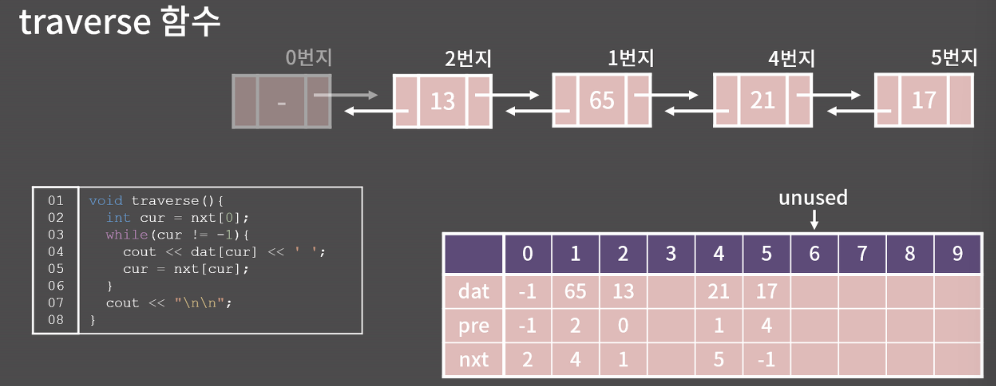 traverse 함수
0번지 2번지 1번지 4번지 5번지
- 13 65 21 17
01 void traverse(){
02 int cur = nxt[0];
03 while(cur != -1){
04 cout << dat[cur] << ' ';
05 cur = nxt[cur];
06 }
07 cout << "\n\n";
08 }
unused
0 1 2 3 4 5 6 7 8 9
dat -1 65 13 21 17
pre -1 2 0 1 4
nxt 2 4 1 5 -1